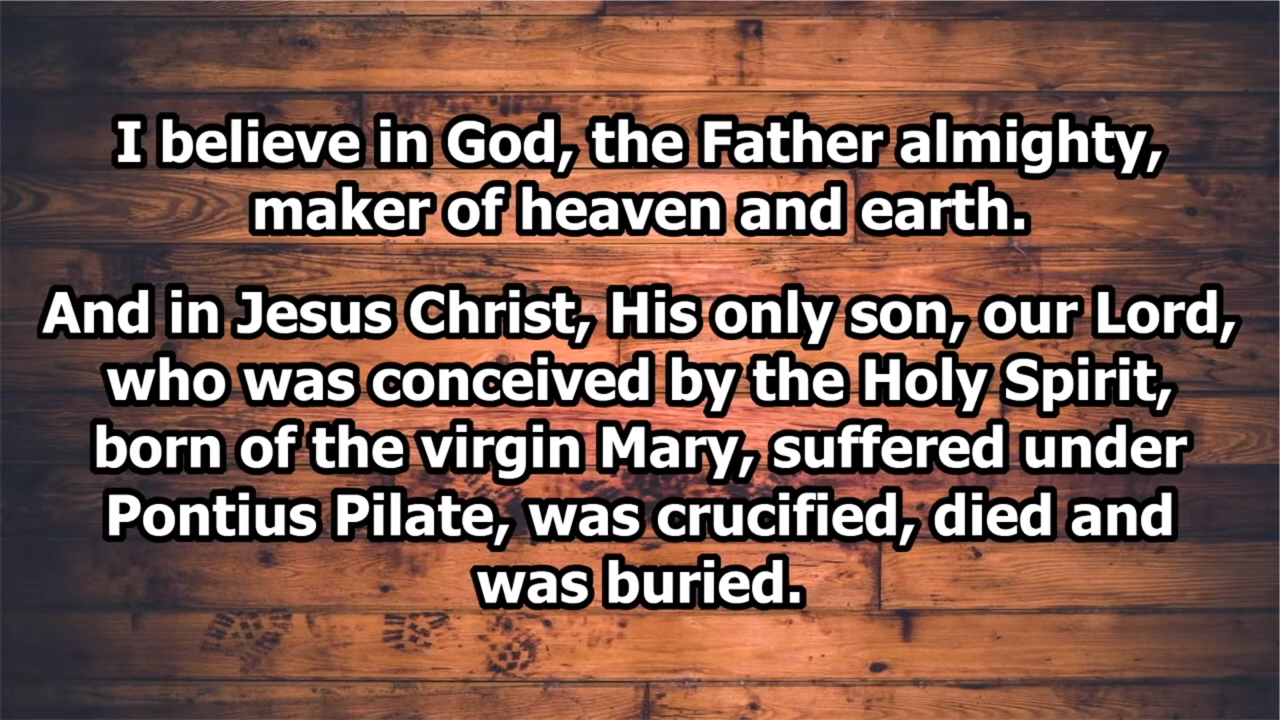 I believe in God, the Father almighty,
maker of heaven and earth.
And in Jesus Christ, His only son, our Lord,
who was conceived by the Holy Spirit,
born of the virgin Mary, suffered under
Pontius Pilate, was crucified, died and
was buried.